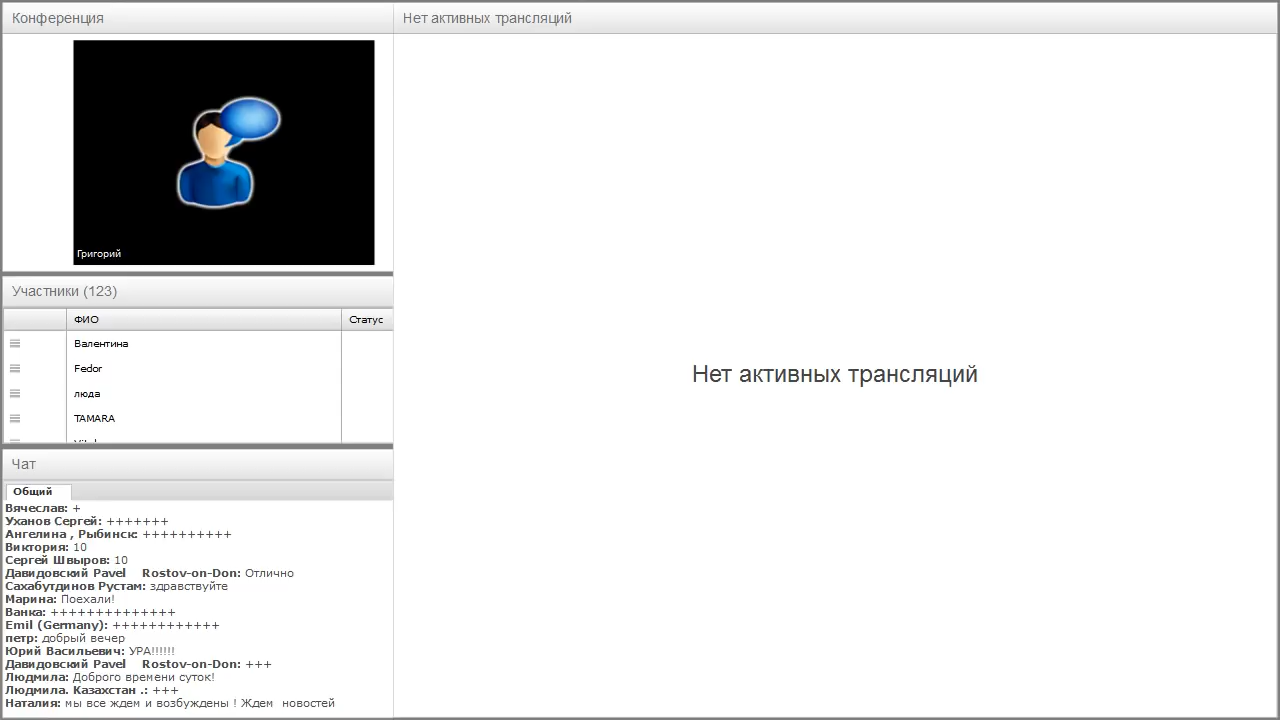 Конференция
Нет активных трансляций
Григорий
Участники (123)
ФИО Статус
Валентина
Fedor
люда
TAMARA
Нет активных трансляций
Чат
Общий
Вячеслав: +
Уханов Сергей: +++++++
Ангелина , Рыбинск: ++++++++++
Виктория: 10
Сергей Швыров: 10
Давидовский Pavel Rostov-on-Don: Отлично
Сахабутдинов Рустам: здравствуйте
Марина: Поехали!
Ванка: ++++++++++++++
Emil (Germany): ++++++++++++
петр: добрый вечер
Юрий Васильевич: УРА!!!!!!
Давидовский Pavel Rostov-on-Don: +++
Людмила: Доброго времени суток!
Людмила. Казахстан .: +++
Наталия: мы все ждем и возбуждены ! Ждем новостей